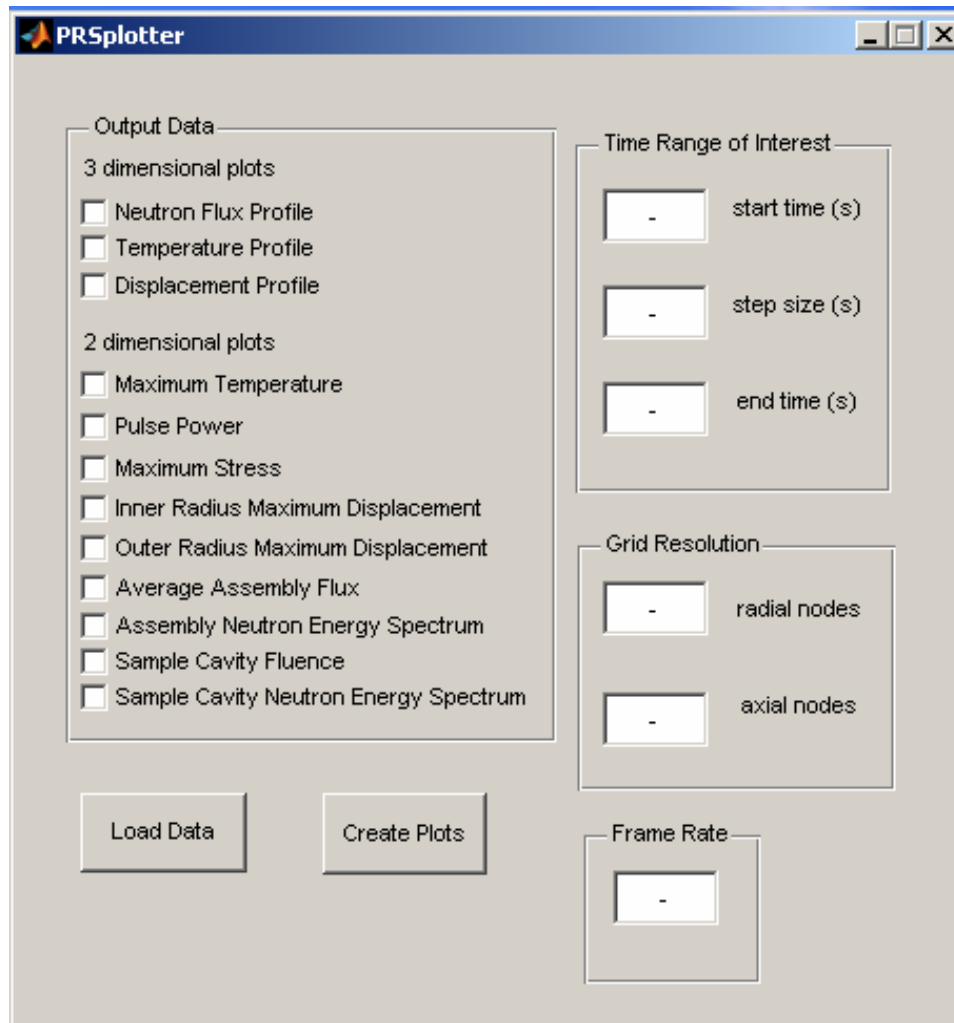 PRSplotter
Output Data
3 dimensional plots
Neutron Flux Profile
Temperature Profile
Displacement Profile
2 dimensional plots
Maximum Temperature
Pulse Power
Maximum Stress
Inner Radius Maximum Displacement
Outer Radius Maximum Displacement
Average Assembly Flux
Assembly Neutron Energy Spectrum
Sample Cavity Fluence
Sample Cavity Neutron Energy Spectrum
Load Data
Create Plots
Time Range of Interest
- start time (s)
- step size (s)
- end time (s)
Grid Resolution
- radial nodes
- axial nodes
Frame Rate
-